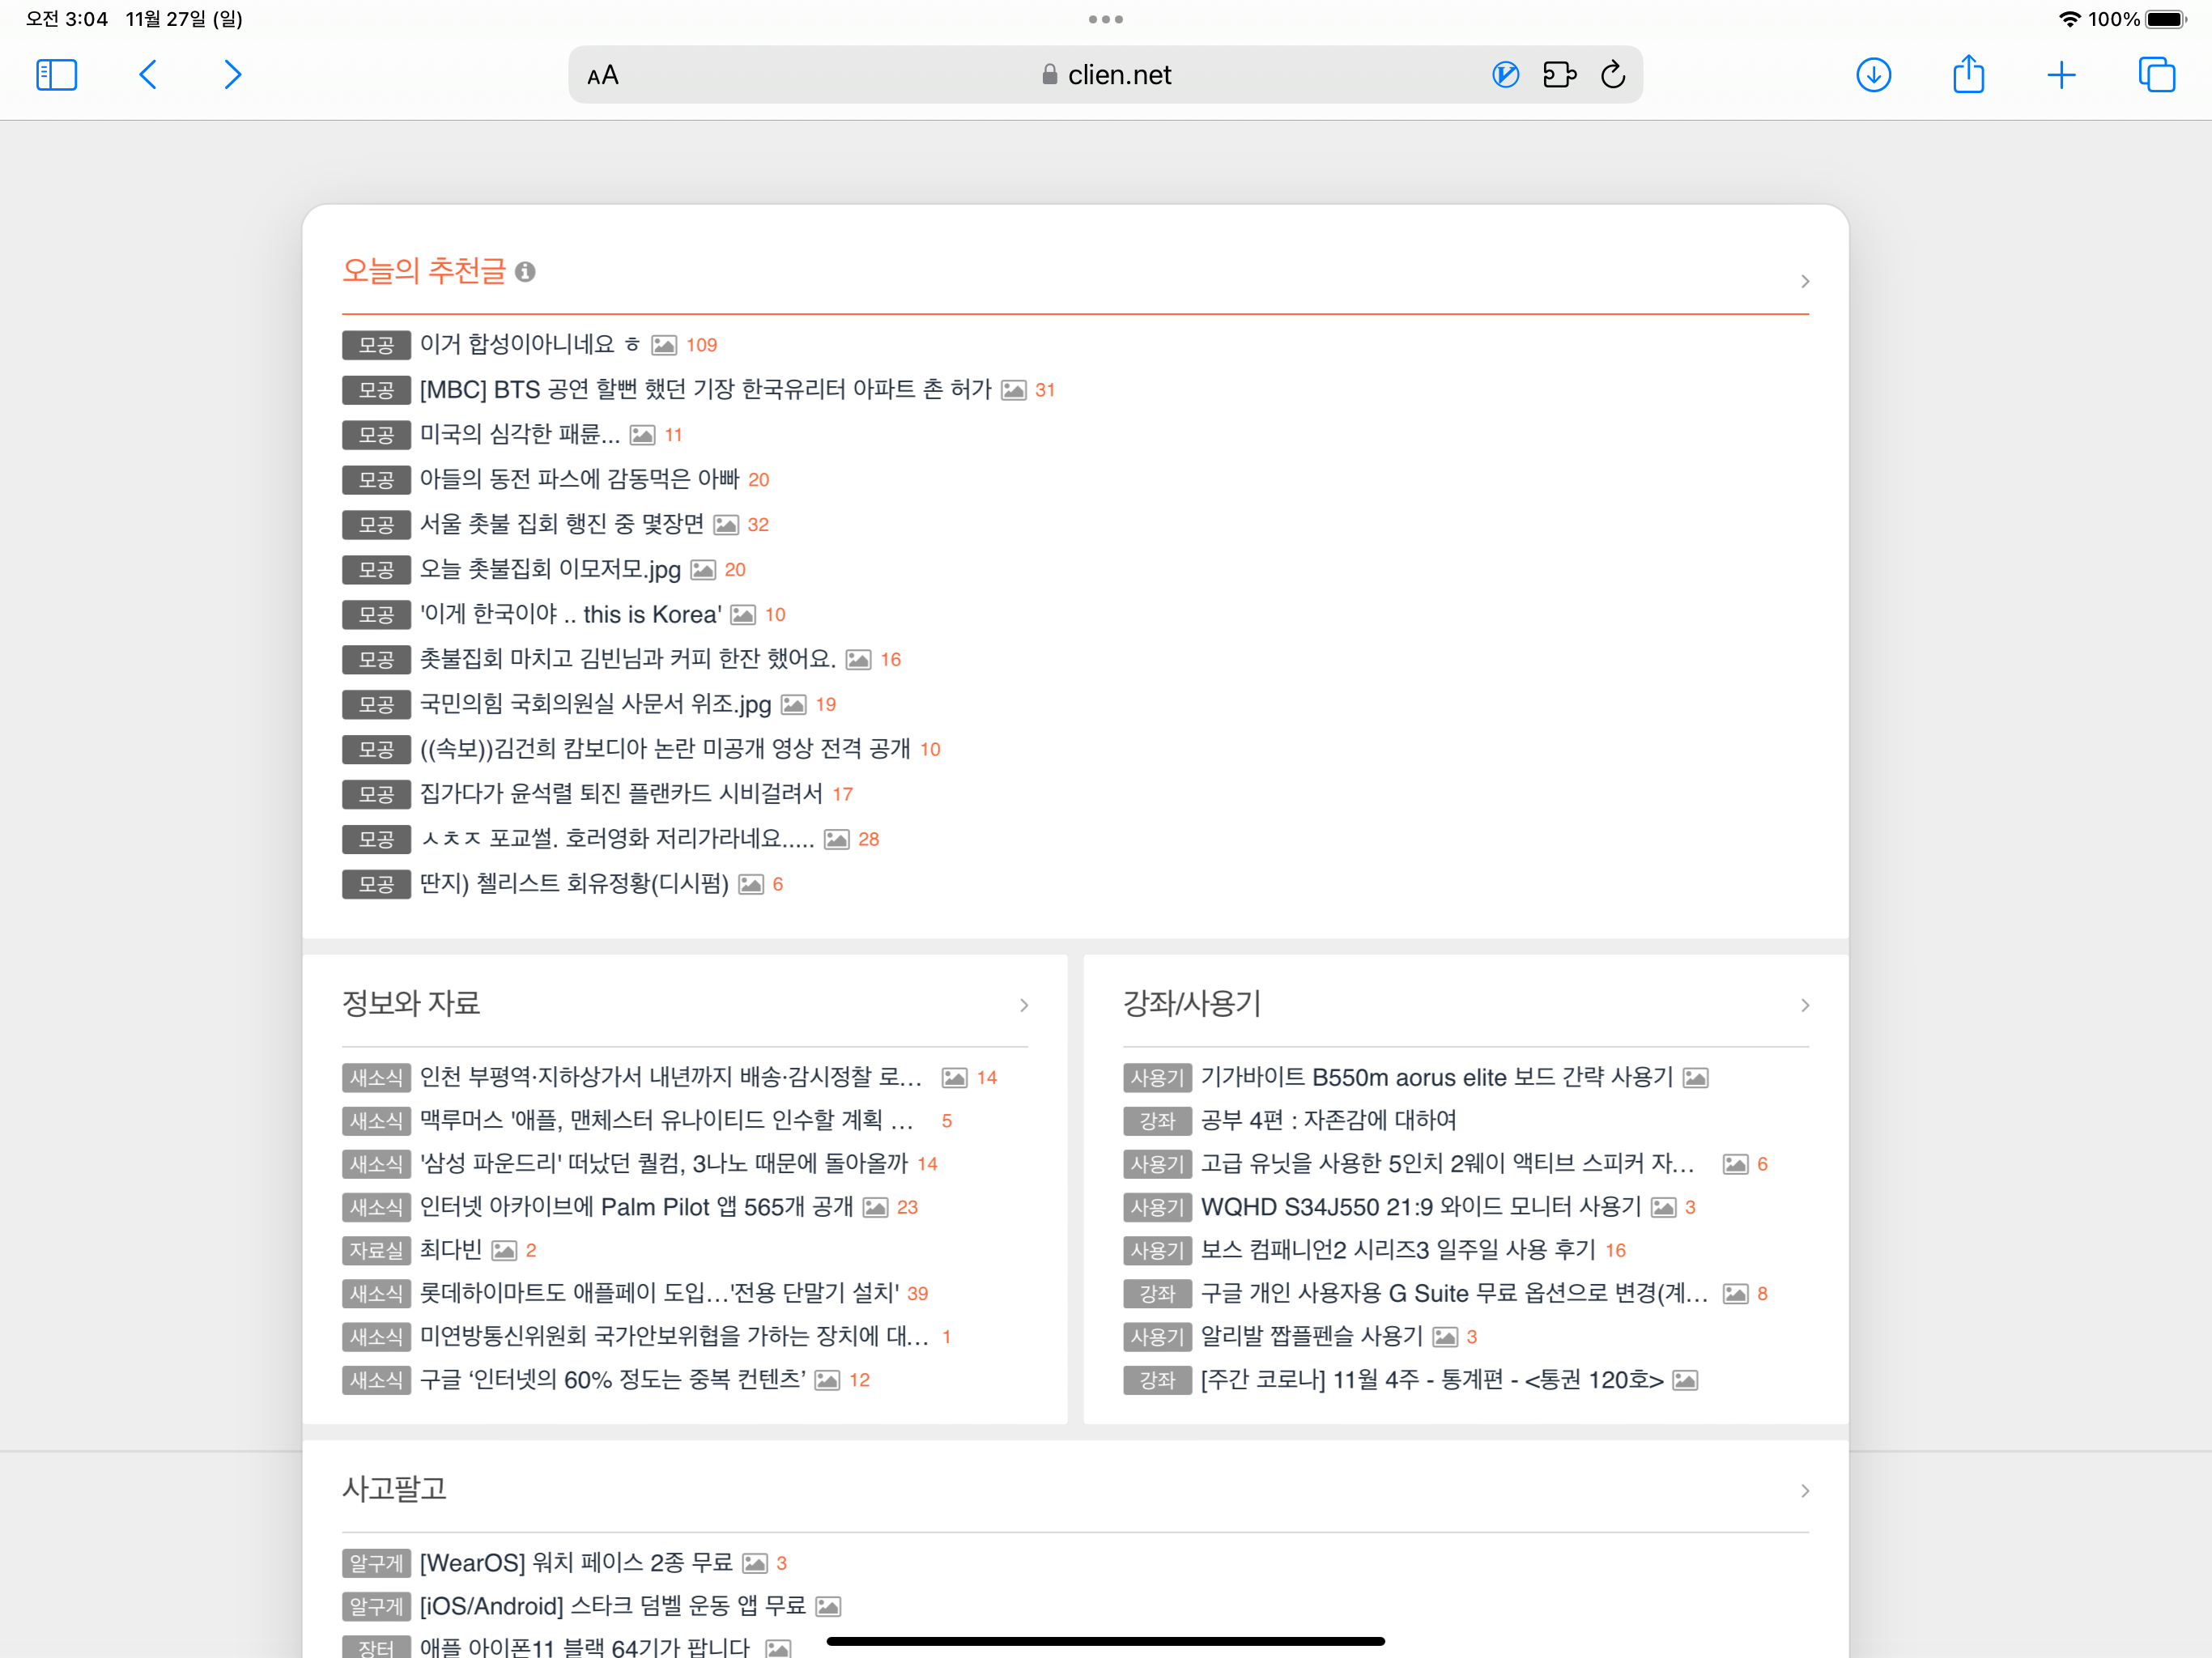 오전 3:04 11월 27일 (일) 100%
AA clien.net
오늘의 추천글
모공 이거 합성이아니네요 ㅎ 109
모공 [MBC] BTS 공연 할뻔 했던 기장 한국유리터 아파트 촌 허가 31
모공 미국의 심각한 패륜... 11
모공 아들의 동전 파스에 감동먹은 아빠 20
모공 서울 촛불 집회 행진 중 몇장면 32
모공 오늘 촛불집회 이모저모.jpg 20
모공 '이게 한국이야 .. this is Korea' 10
모공 촛불집회 마치고 김빈님과 커피 한잔 했어요. 16
모공 국민의힘 국회의원실 사문서 위조.jpg 19
모공 ((속보))김건희 캄보디아 논란 미공개 영상 전격 공개 10
모공 집가다가 윤석렬 퇴진 플랜카드 시비걸려서 17
모공 ㅅㅊㅈ 포교썰. 호러영화 저리가라네요..... 28
모공 딴지) 첼리스트 회유정황(디시펌) 6
정보와 자료
새소식 인천 부평역·지하상가서 내년까지 배송·감시정찰 로... 14
새소식 맥루머스 '애플, 맨체스터 유나이티드 인수할 계획 ... 5
새소식 '삼성 파운드리' 떠났던 퀄컴, 3나노 때문에 돌아올까 14
새소식 인터넷 아카이브에 Palm Pilot 앱 565개 공개 23
자료실 최다빈 2
새소식 롯데하이마트도 애플페이 도입…'전용 단말기 설치' 39
새소식 미연방통신위원회 국가안보위협을 가하는 장치에 대... 1
새소식 구글 ‘인터넷의 60% 정도는 중복 컨텐츠’ 12
강좌/사용기
사용기 기가바이트 B550m aorus elite 보드 간략 사용기
강좌 공부 4편 : 자존감에 대하여
사용기 고급 유닛을 사용한 5인치 2웨이 액티브 스피커 자... 6
사용기 WQHD S34J550 21:9 와이드 모니터 사용기 3
사용기 보스 컴패니언2 시리즈3 일주일 사용 후기 16
강좌 구글 개인 사용자용 G Suite 무료 옵션으로 변경(계... 8
사용기 알리발 짭플펜슬 사용기 3
강좌 [주간 코로나] 11월 4주 - 통계편 - <통권 120호>
사고팔고
알구게 [WearOS] 워치 페이스 2종 무료 3
알구게 [iOS/Android] 스타크 덤벨 운동 앱 무료
장터 애플 아이폰11 블랙 64기가 팝니다